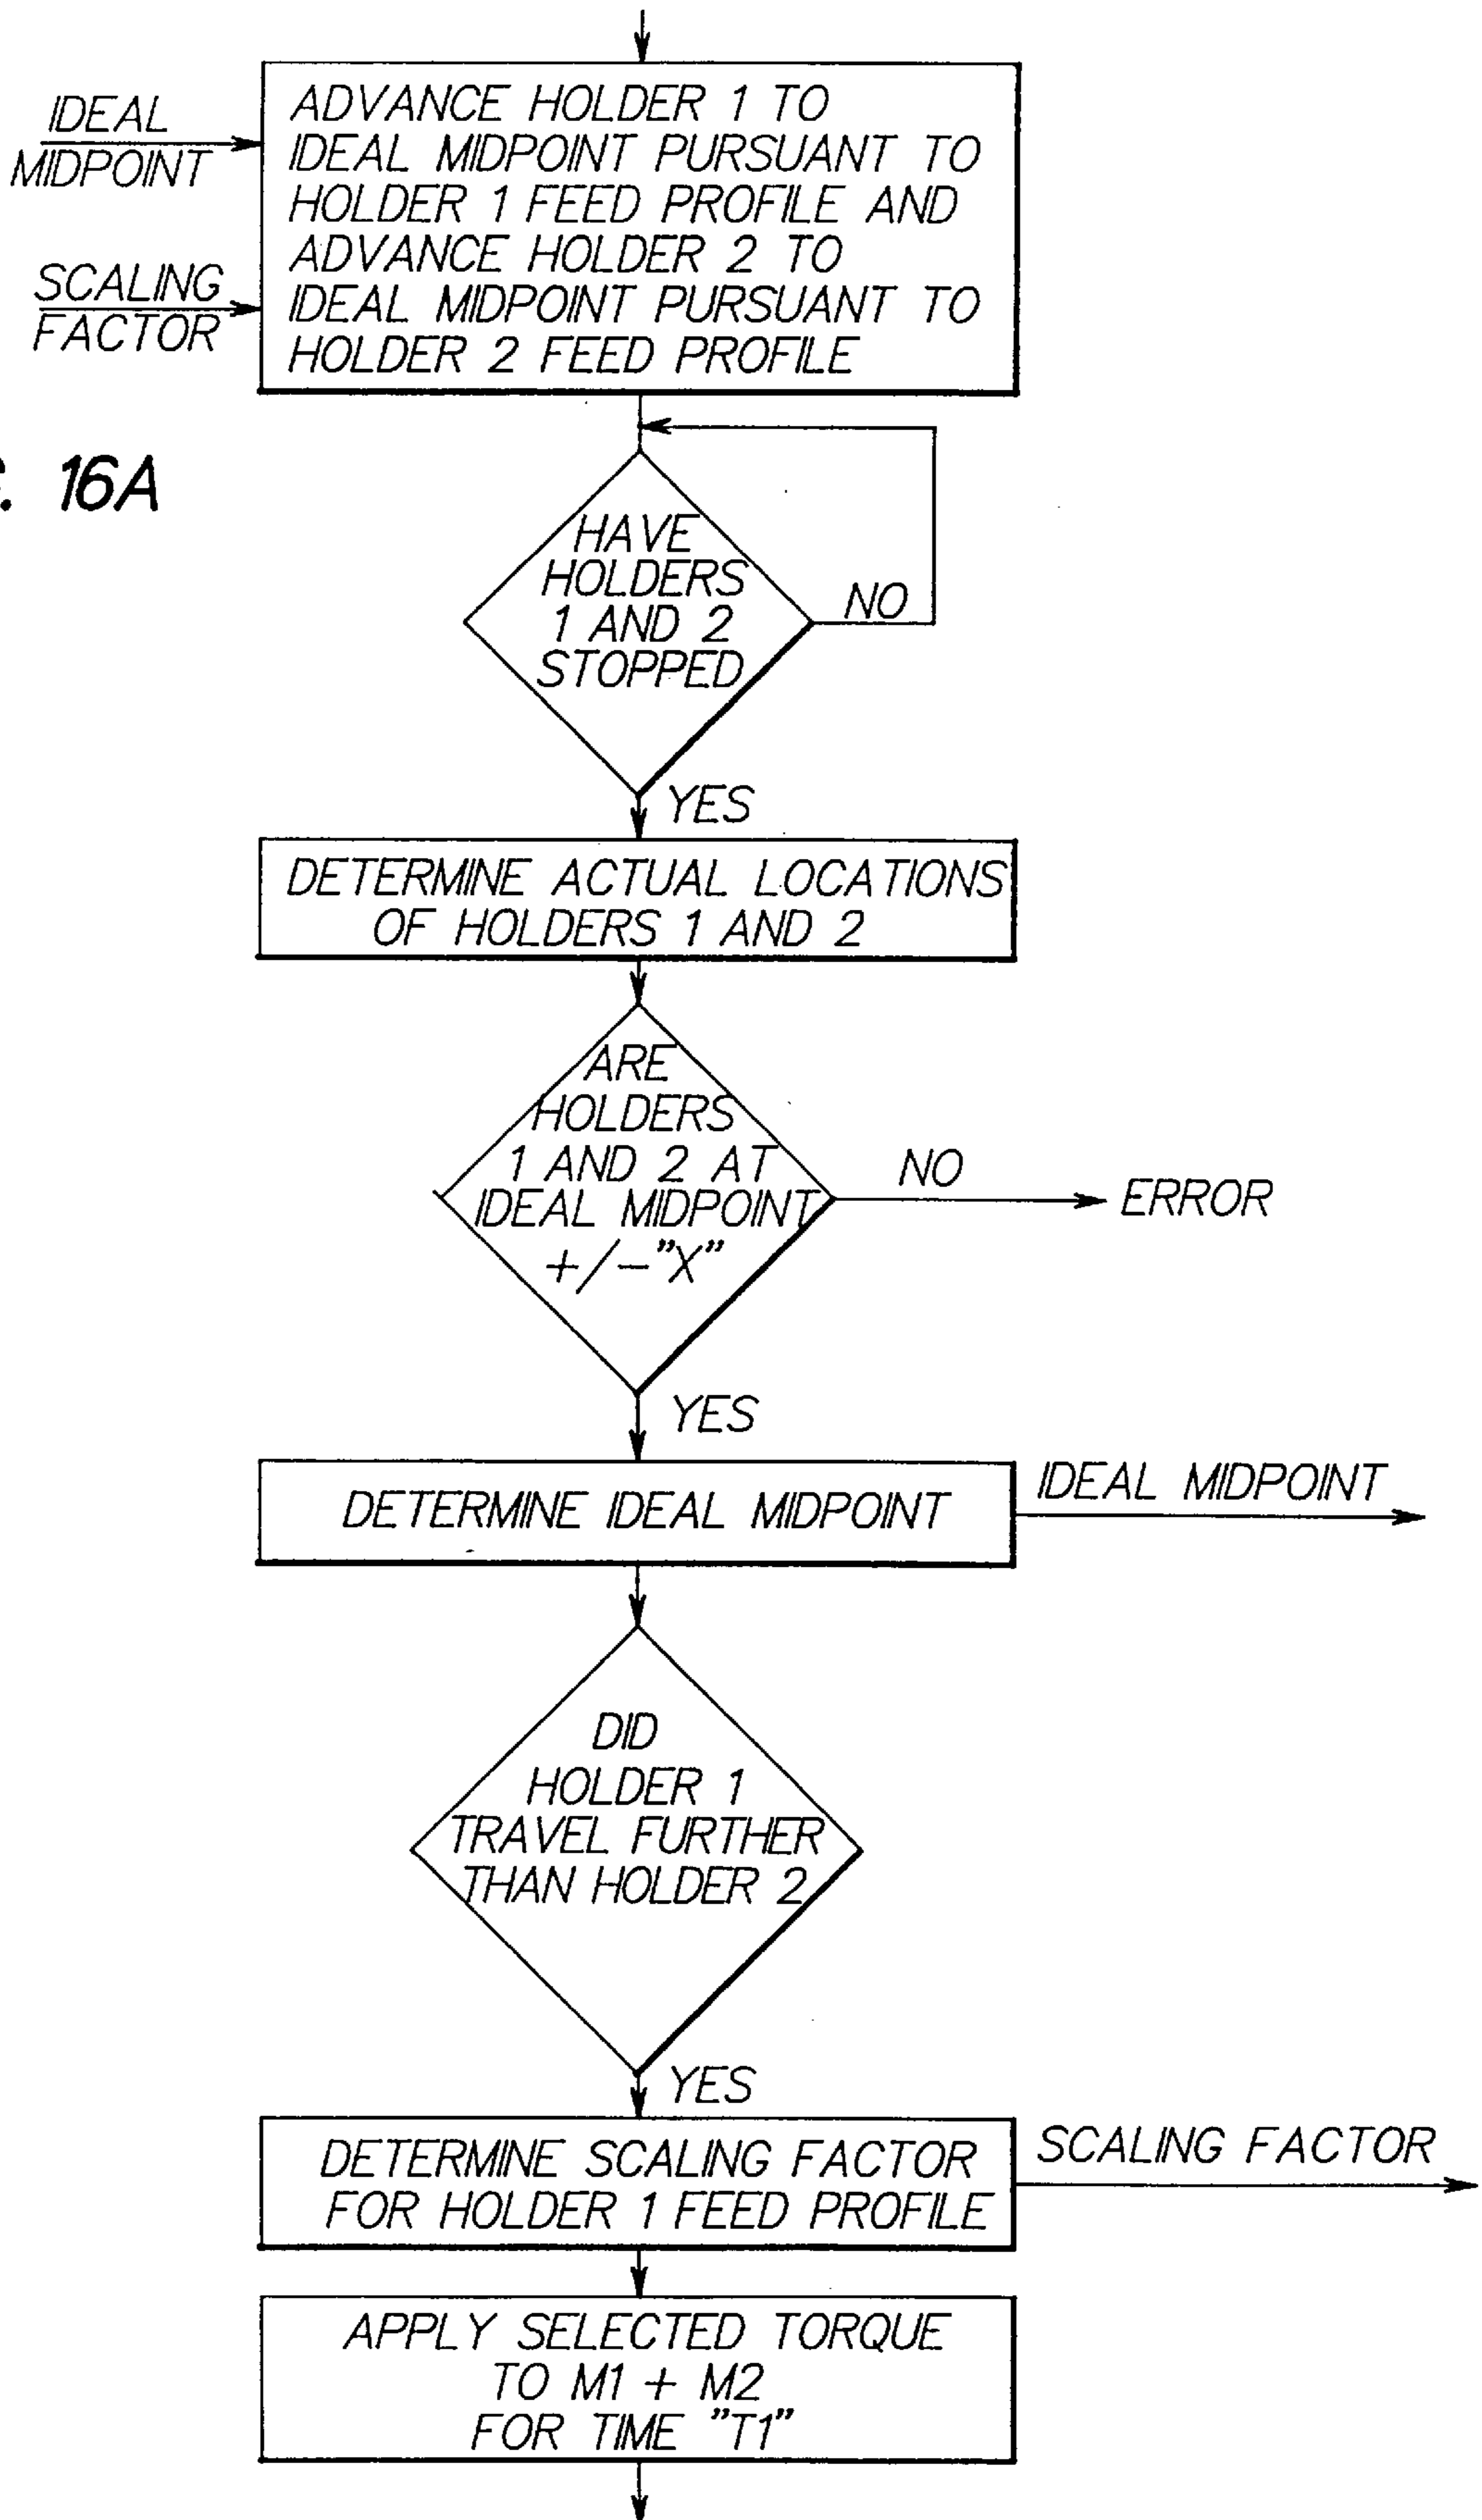 IDEAL
MIDPOINT
SCALING
FACTOR
ADVANCE HOLDER 1 TO
IDEAL MIDPOINT PURSUANT TO
HOLDER 1 FEED PROFILE AND
ADVANCE HOLDER 2 TO
IDEAL MIDPOINT PURSUANT TO
HOLDER 2 FEED PROFILE
16A
HAVE
HOLDERS
1 AND 2
STOPPED
NO
YES
DETERMINE ACTUAL LOCATIONS
OF HOLDERS 1 AND 2
ARE
HOLDERS
1 AND 2 AT
IDEAL MIDPOINT
+/-"X"
NO
ERROR
YES
DETERMINE IDEAL MIDPOINT
IDEAL MIDPOINT
DID
HOLDER 1
TRAVEL FURTHER
THAN HOLDER 2
YES
DETERMINE SCALING FACTOR
FOR HOLDER 1 FEED PROFILE
SCALING FACTOR
APPLY SELECTED TORQUE
TO M1 + M2
FOR TIME "T1"